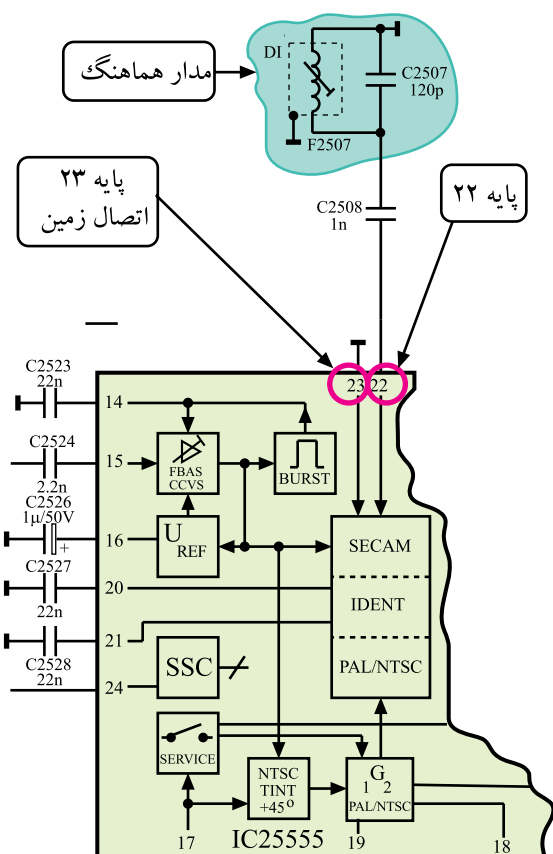 DI
C2507
120p
F2507
مدار هماهنگ
پایه ۲۳
اتصال زمین
پایه ۲۲
C2508
1n
23 22
C2523
22n
14
C2524
2.2n
15
FBAS
CCVS
BURST
C2526
1µ/50V
+
16
U REF
SECAM
C2527
22n
20
IDENT
21
C2528
22n
PAL/NTSC
24
SSC
SERVICE
NTSC
TINT
+45°
G
1 2
PAL/NTSC
17
IC25555
19
18